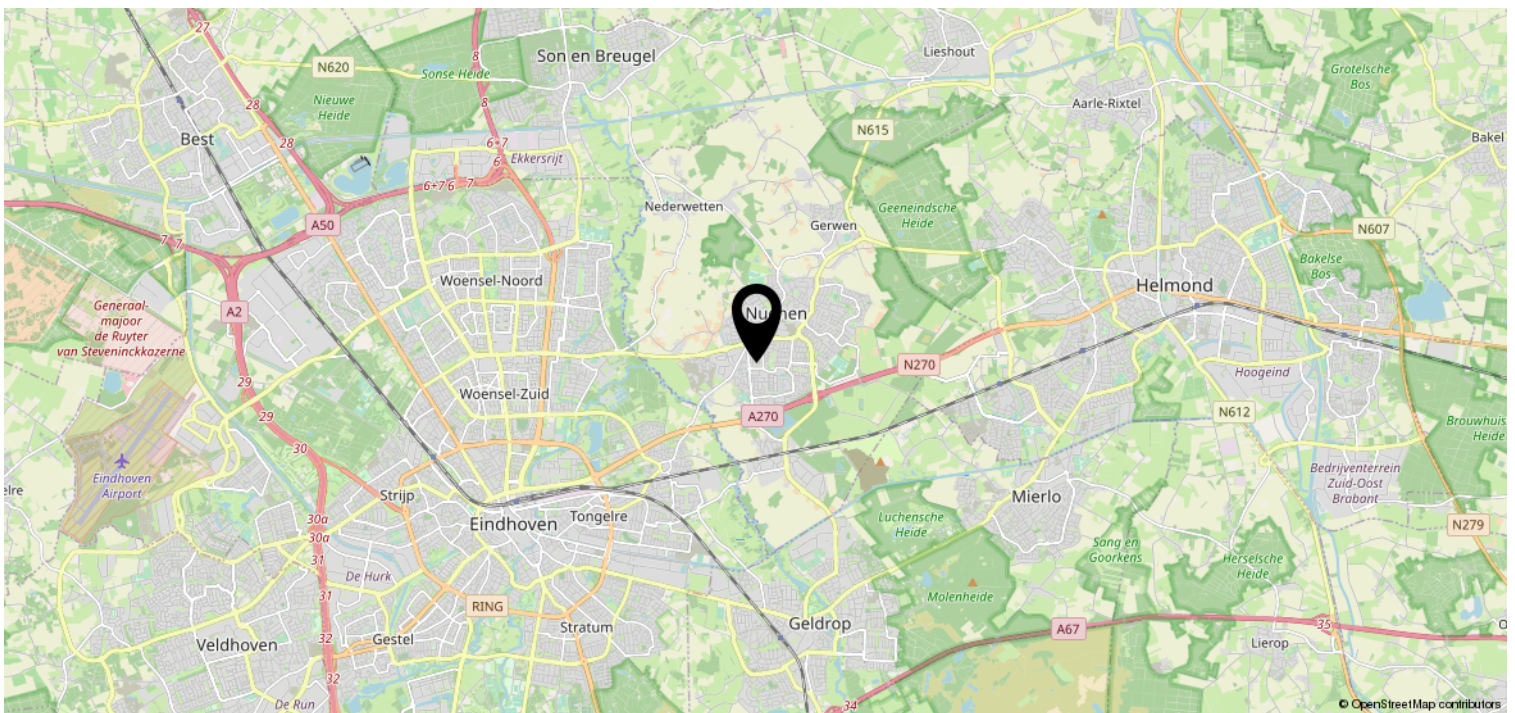 27
8
Son en Breugel
Lieshout
N620
Sonse Heide
Grotelsche
Bos
Nieuwe
Heide
28
8
Aarle-Rixtel
N615
Best
28
6+7
6
Ekkersrijt
Bakel
6+7
6
7
Nederwetten
Gerwen
Geeneindsche
Heide
A50
N607
7
7
Woensel-Noord
Bakelse
Bos
Helmond
A2
Generaal-
majoor
de Ruyter
van Steveninckkazerne
N270
Hoogeind
29
Woensel-Zuid
29
A270
N612
Brouwhuis
Heide
30
Eindhoven
Airport
Bedrijventerrein
Zuid-Oost
Brabant
elre
Strijp
Mierlo
30a
Eindhoven
Tongelre
Luchensche
Heide
N279
30a
31
Sang en
Goorkens
Herselsche
Heide
De Hurk
31
RING
Molenheide
Geldrop
A67
35
Stratum
32
Gestel
Veldhoven
Lierop
32
De Run
34
© OpenStreetMap contributors